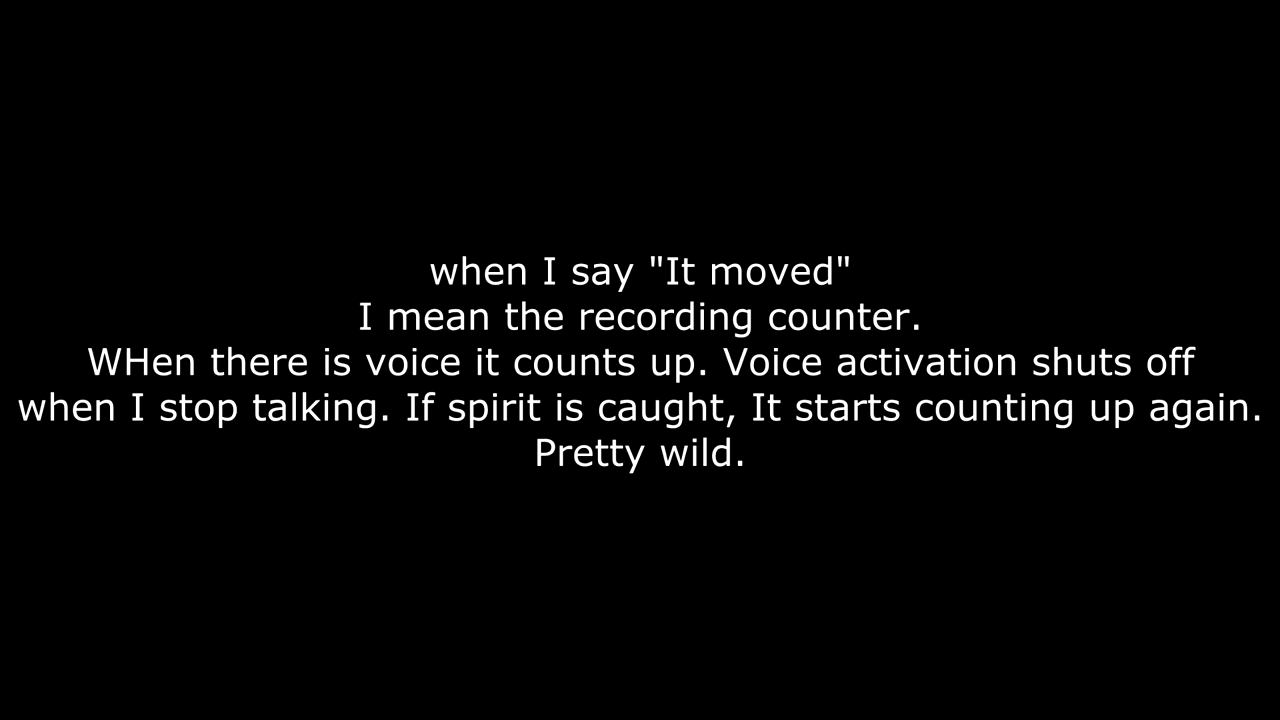 when I say "It moved"
I mean the recording counter.
WHen there is voice it counts up. Voice activation shuts off
when I stop talking. If spirit is caught, It starts counting up again.
Pretty wild.